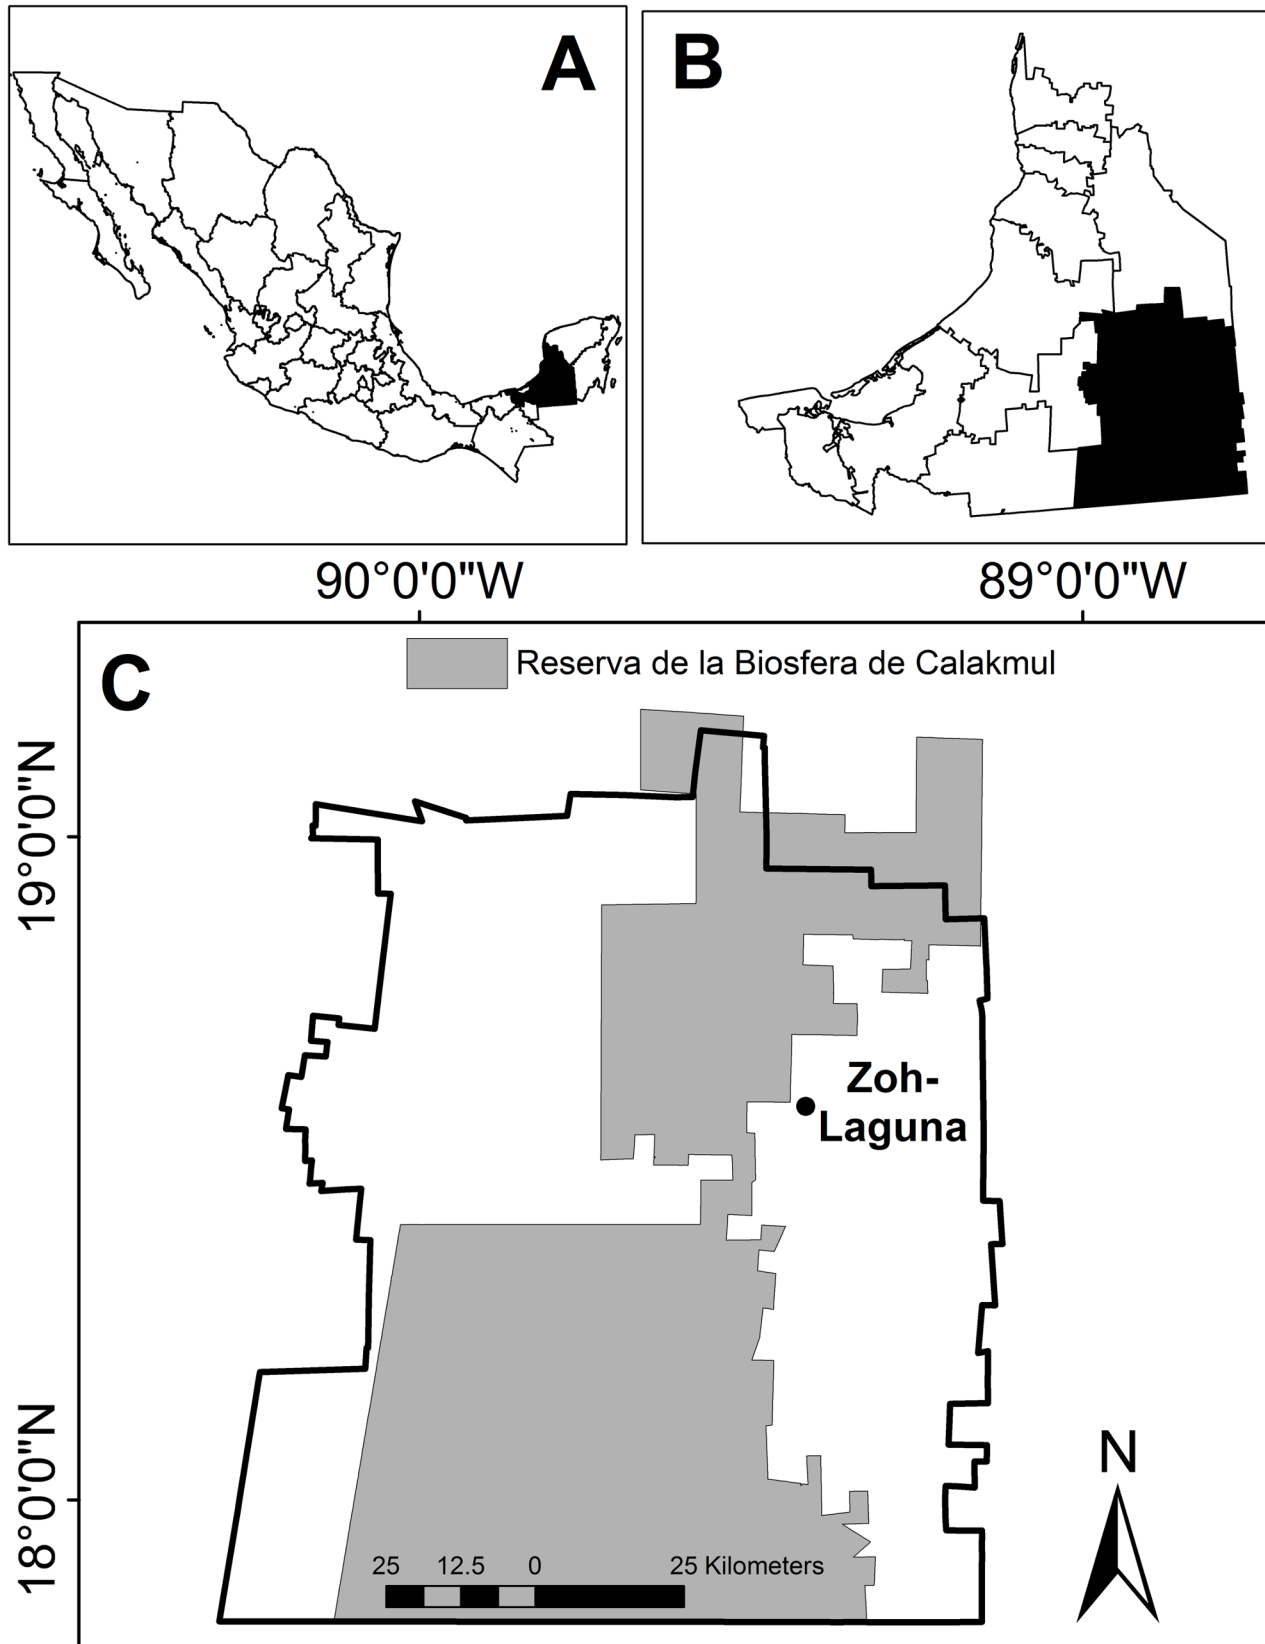 A
B
90°0'0"W
89°0'0"W
C
Reserva de la Biosfera de Calakmul
19°0'0"N
Zoh-
Laguna
18°0'0"N
N
25 12.5 0 25 Kilometers